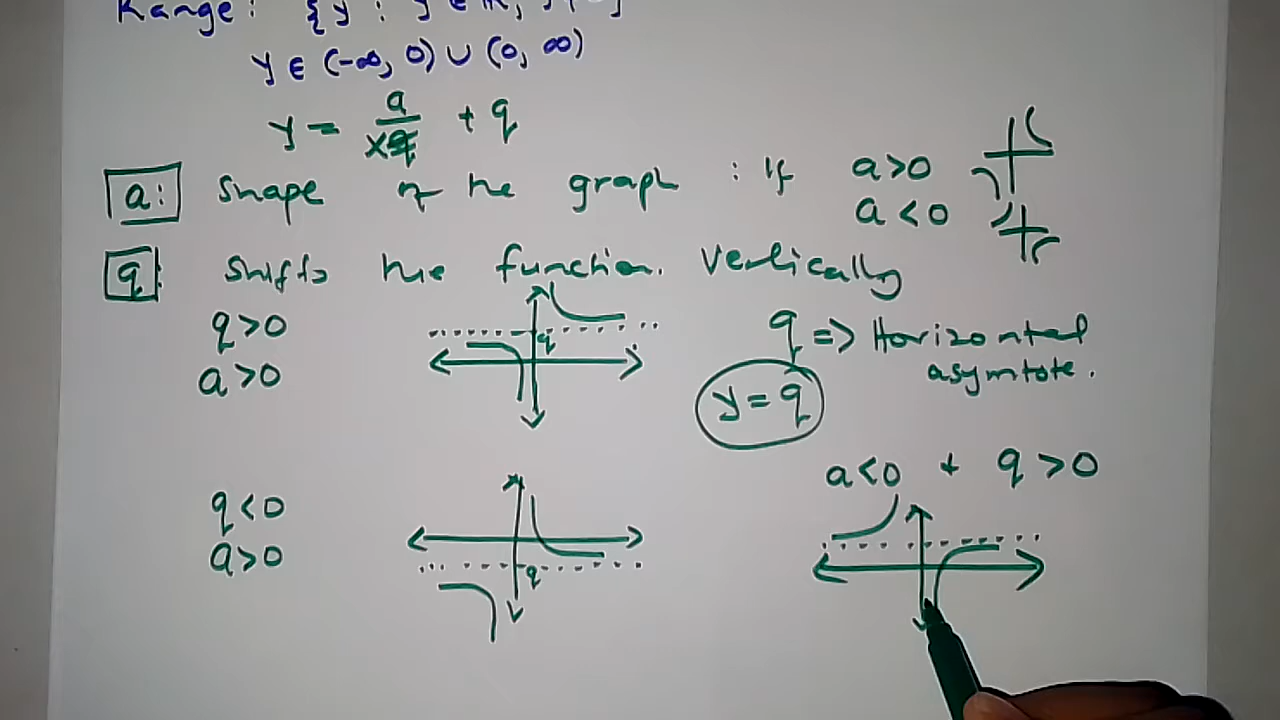 Range: {y : y ∈ R,
y ∈ (-∞, 0) ∪ (0, ∞)
y = a/x + q
a: Shape of the graph : If a>0
a<0
q: Shifts the function vertically
q>0
a>0
q
q => Horizontal
asymtote.
y = q
q<0
a>0
q
a<0 + q>0